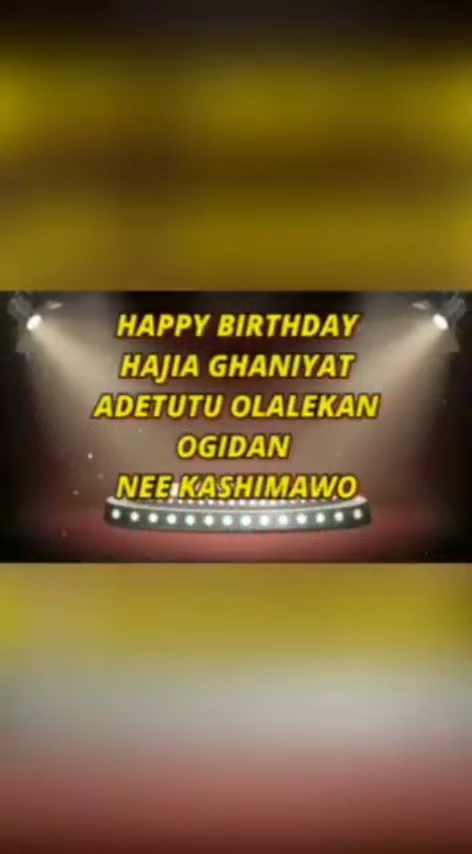 HAPPY BIRTHDAY
HAJIA GHANIYAT
ADETUTU OLALEKAN
OGIDAN
NEE KASHIMAWO